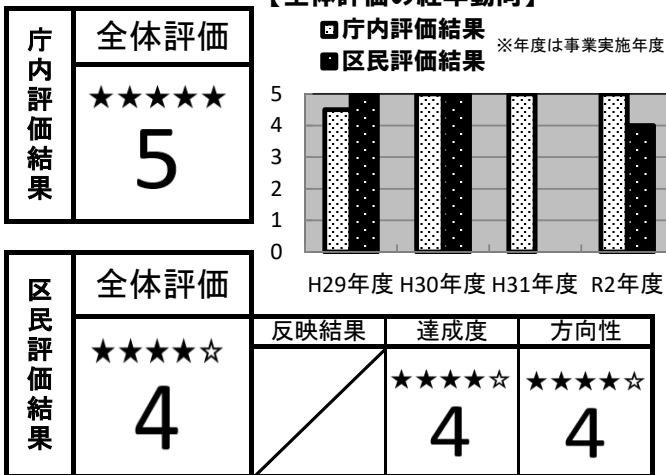 【全体評価の経年動向】
庁内評価結果
全体評価
★★★★★
5
庁内評価結果
区民評価結果
※年度は事業実施年度
5
4
3
2
1
0
H29年度 H30年度 H31年度 R2年度
区民評価結果
全体評価
★★★★☆
4
反映結果
達成度
★★★★☆
4
方向性
★★★★☆
4